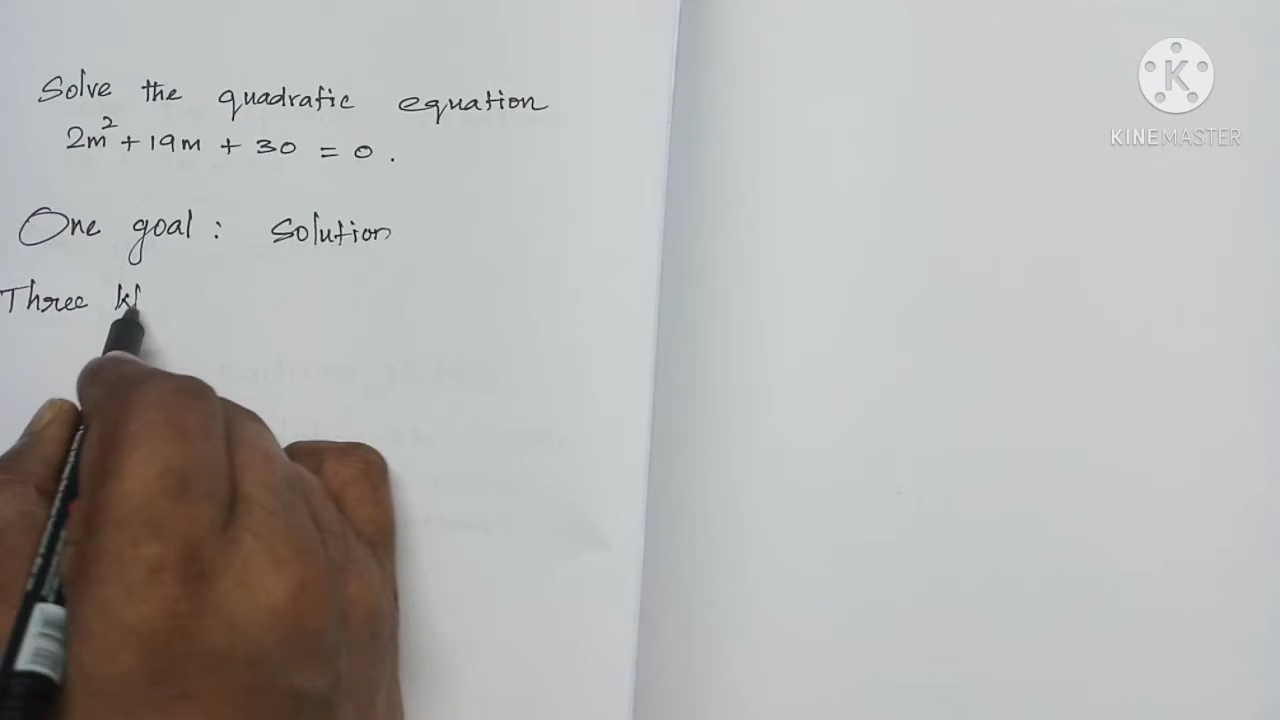 Solve the quadratic equation
2m² + 19m + 30 = 0.
One goal: Solution
Three
K
KINEMASTER